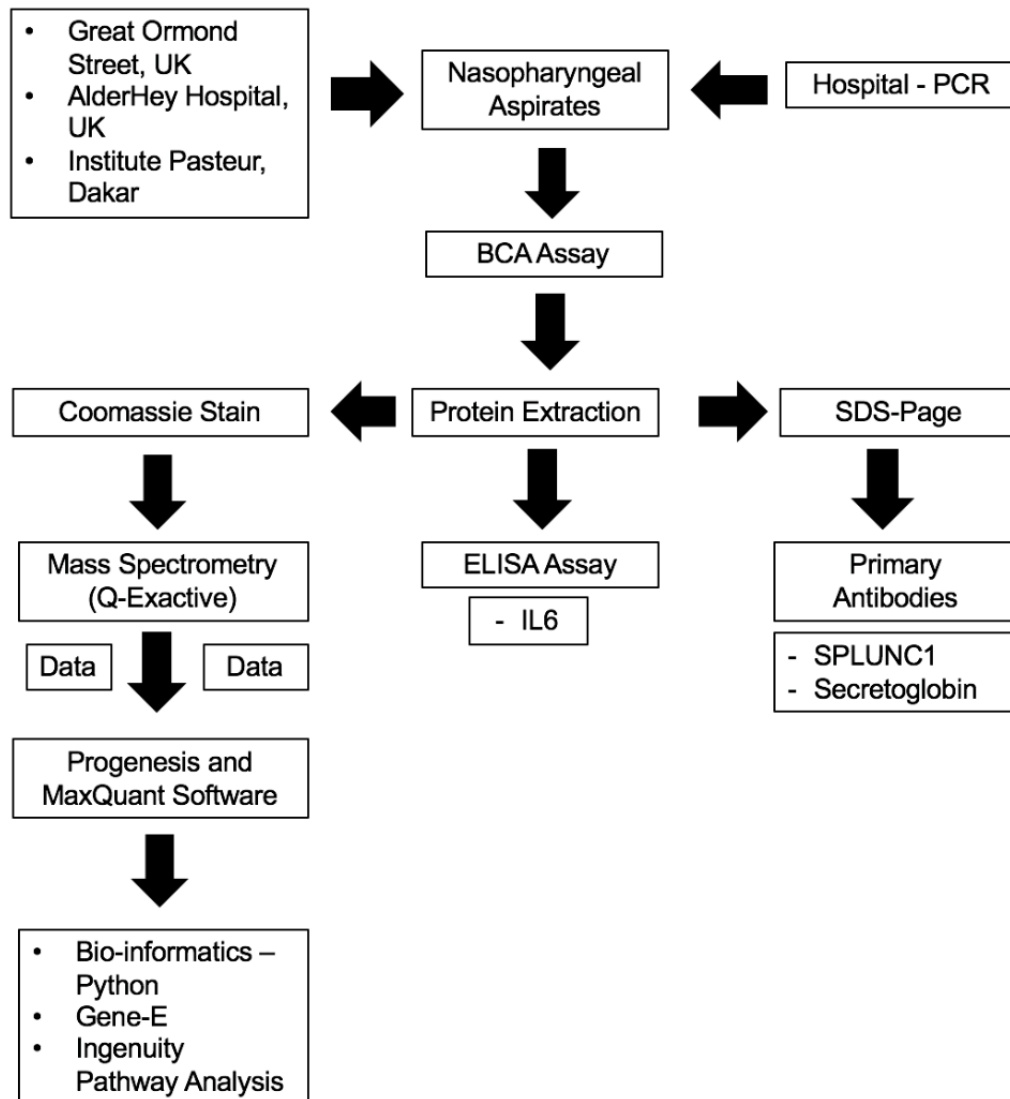 • Great Ormond
Street, UK
• AlderHey Hospital,
UK
• Institute Pasteur,
Dakar
Nasopharyngeal
Aspirates
Hospital - PCR
BCA Assay
Coomassie Stain
Protein Extraction
SDS-Page
Mass Spectrometry
(Q-Exactive)
ELISA Assay
- IL6
Primary
Antibodies
- SPLUNC1
- Secretoglobin
Data
Data
Progenesis and
MaxQuant Software
• Bio-informatics –
Python
• Gene-E
• Ingenuity
Pathway Analysis